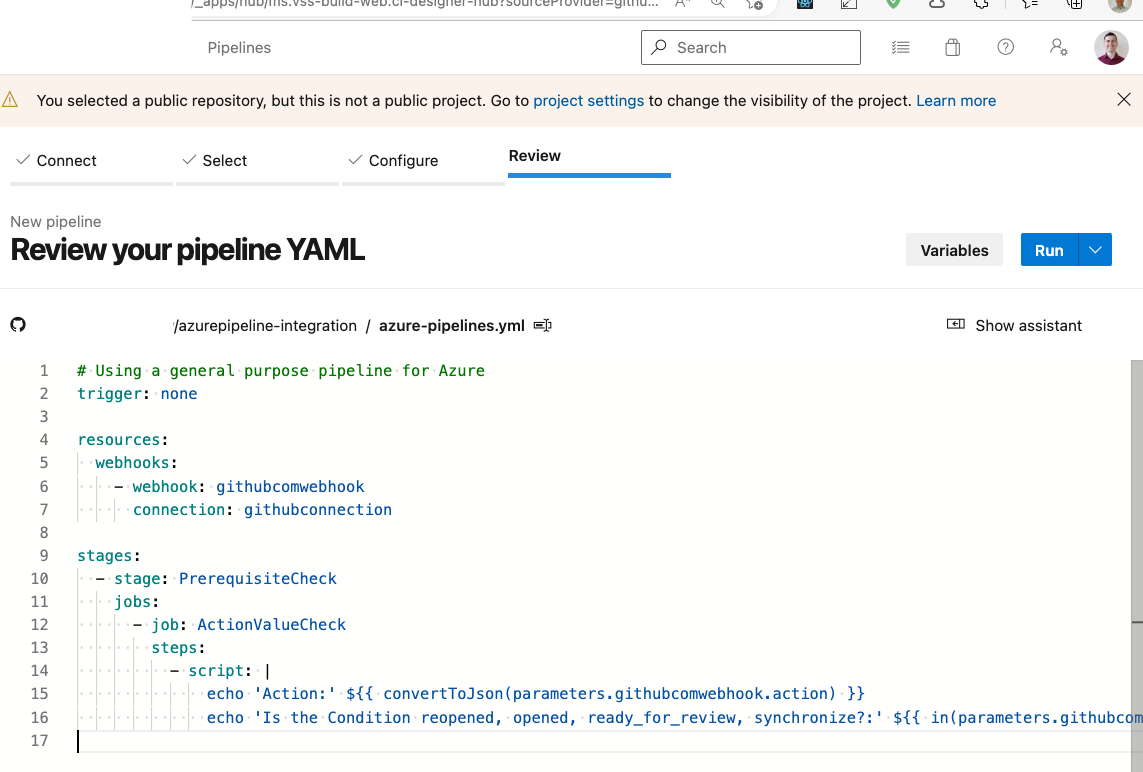 /_apps/hub/ms.vss-build-web.ci-designer-hub?sourceProvider=githu...
Pipelines
Search
You selected a public repository, but this is not a public project. Go to project settings to change the visibility of the project. Learn more
Connect
Select
Configure
Review
New pipeline
Review your pipeline YAML
Variables
Run
/azurepipeline-integration / azure-pipelines.yml
Show assistant
1 # Using a general purpose pipeline for Azure
2 trigger: none
3
4 resources:
5   webhooks:
6     - webhook: githubcomwebhook
7       connection: githubconnection
8
9 stages:
10   - stage: PrerequisiteCheck
11     jobs:
12       - job: ActionValueCheck
13         steps:
14           - script: |
15               echo 'Action:' ${{ convertToJson(parameters.githubcomwebhook.action) }}
16               echo 'Is the Condition reopened, opened, ready_for_review, synchronize?:' ${{ in(parameters.githubcom
17